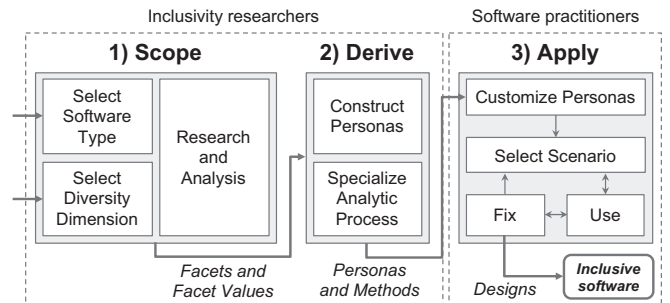 Inclusivity researchers
Software practitioners
1) Scope
2) Derive
3) Apply
Select
Software
Type
Select
Diversity
Dimension
Research
and
Analysis
Construct
Personas
Specialize
Analytic
Process
Customize Personas
Select Scenario
Fix
Use
Facets and
Facet Values
Personas
and Methods
Designs
Inclusive
software